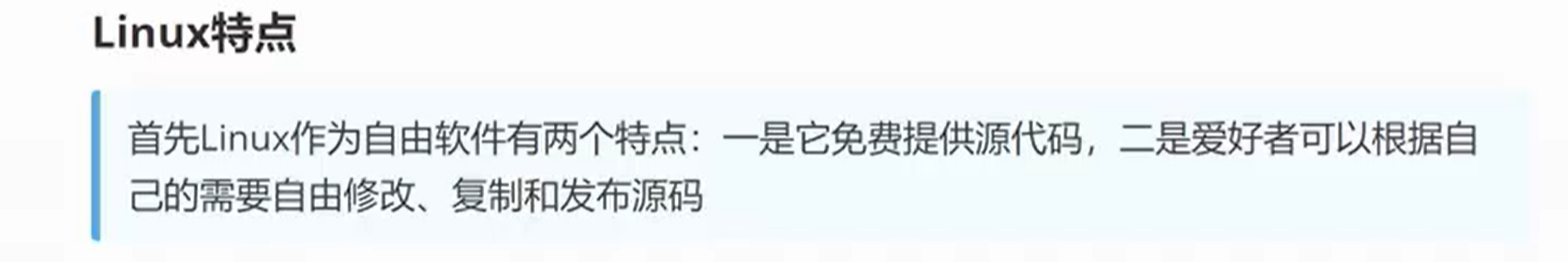 Linux特点
首先Linux作为自由软件有两个特点：一是它免费提供源代码，二是爱好者可以根据自
己的需要自由修改、复制和发布源码